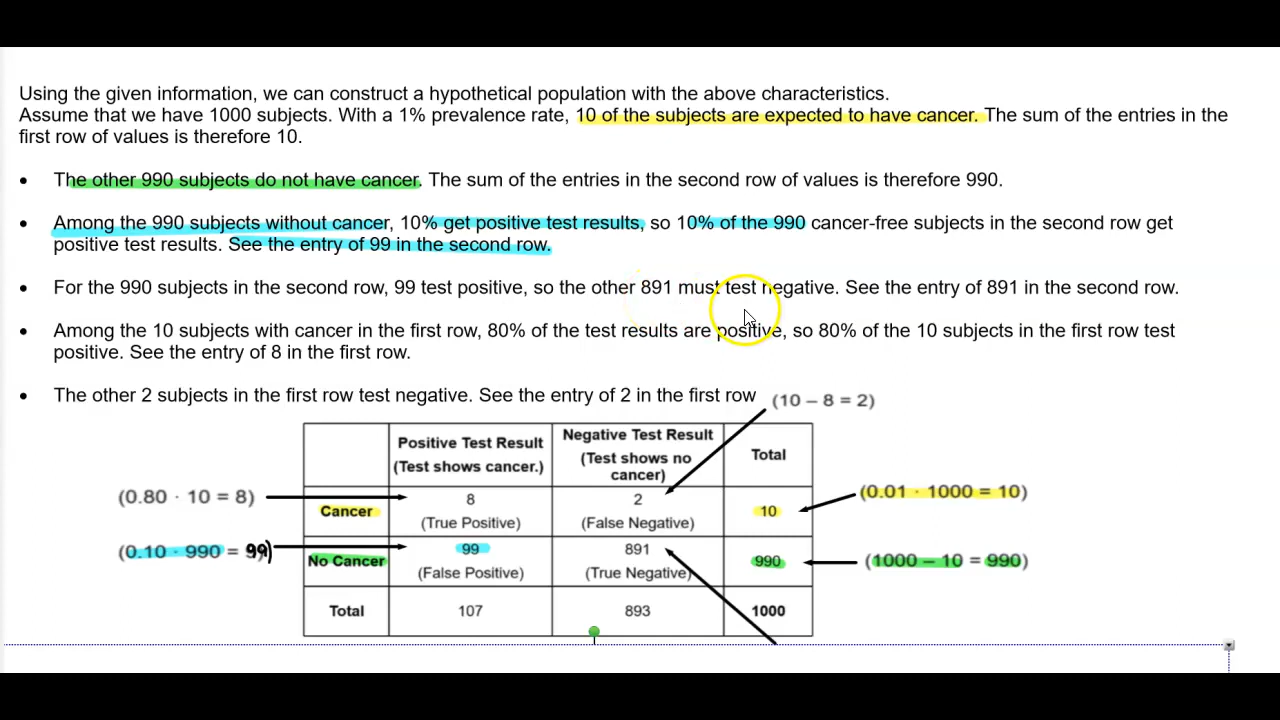 Using the given information, we can construct a hypothetical population with the above characteristics.
Assume that we have 1000 subjects. With a 1% prevalence rate, 10 of the subjects are expected to have cancer. The sum of the entries in the
first row of values is therefore 10.
• The other 990 subjects do not have cancer. The sum of the entries in the second row of values is therefore 990.
• Among the 990 subjects without cancer, 10% get positive test results, so 10% of the 990 cancer-free subjects in the second row get
positive test results. See the entry of 99 in the second row.
• For the 990 subjects in the second row, 99 test positive, so the other 891 must test negative. See the entry of 891 in the second row.
• Among the 10 subjects with cancer in the first row, 80% of the test results are positive, so 80% of the 10 subjects in the first row test
positive. See the entry of 8 in the first row.
• The other 2 subjects in the first row test negative. See the entry of 2 in the first row
(10 – 8 = 2)
Positive Test Result
(Test shows cancer.)
Negative Test Result
(Test shows no
cancer)
Total
(0.80 · 10 = 8)
Cancer
8
(True Positive)
2
(False Negative)
10
(0.01 · 1000 = 10)
(0.10 · 990 = 99)
No Cancer
99
(False Positive)
891
(True Negative)
990
(1000 – 10 = 990)
Total
107
893
1000